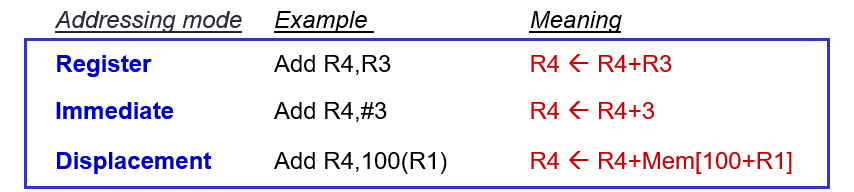 Addressing mode Example Meaning
Register Add R4,R3 R4 ← R4+R3
Immediate Add R4,#3 R4 ← R4+3
Displacement Add R4,100(R1) R4 ← R4+Mem[100+R1]